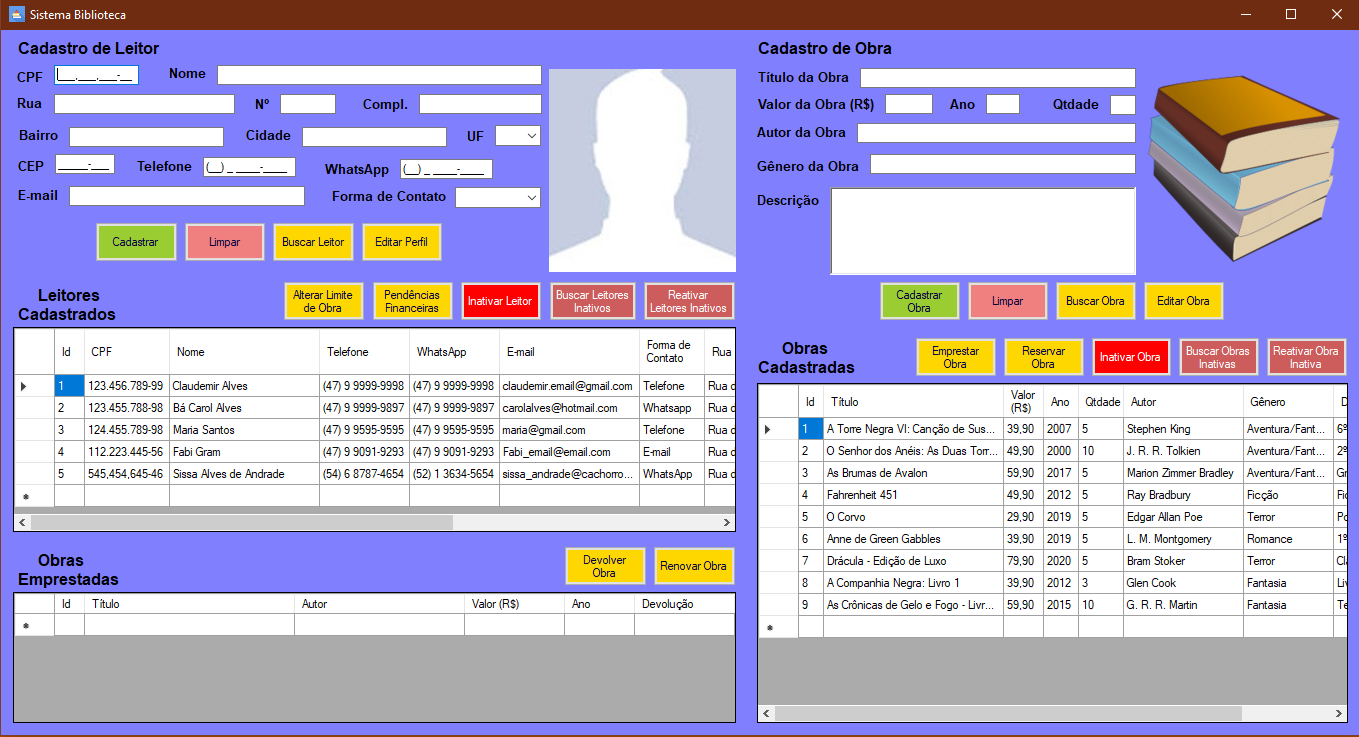 Sistema Biblioteca
Cadastro de Leitor
CPF ___.___.___-__ Nome
Rua Nº Compl.
Bairro Cidade UF
CEP _____-___ Telefone (__) _ ____-____ WhatsApp (__) _ ____-____
E-mail Forma de Contato
Cadastrar Limpar Buscar Leitor Editar Perfil
Leitores
Cadastrados
Alterar Limite
de Obra
Pendências
Financeiras
Inativar Leitor
Buscar Leitores
Inativos
Reativar
Leitores Inativos
Id CPF Nome Telefone WhatsApp E-mail Forma de Contato Rua
1 123.456.789-99 Claudemir Alves (47) 9 9999-9998 (47) 9 9999-9998 claudemir.email@gmail.com Telefone Rua d
2 123.455.788-98 Bá Carol Alves (47) 9 9999-9897 (47) 9 9999-9897 carolalves@hotmail.com Whatsapp Rua d
3 124.455.789-98 Maria Santos (47) 9 9595-9595 (47) 9 9595-9595 maria@gmail.com Telefone Rua d
4 112.223.445-56 Fabi Gram (47) 9 9091-9293 (47) 9 9091-9293 Fabi_email@email.com E-mail Rua d
5 545,454,645-46 Sissa Alves de Andrade (54) 6 8787-4654 (52) 1 3634-5654 sissa_andrade@cachorro... WhatsApp Rua d
Obras
Emprestadas
Devolver
Obra
Renovar Obra
Id Título Autor Valor (R$) Ano Devolução
Cadastro de Obra
Título da Obra
Valor da Obra (R$) Ano Qtdade
Autor da Obra
Gênero da Obra
Descrição
Cadastrar
Obra
Limpar Buscar Obra Editar Obra
Obras
Cadastradas
Emprestar
Obra
Reservar
Obra
Inativar Obra
Buscar Obras
Inativas
Reativar Obra
Inativa
Id Título Valor (R$) Ano Qtdade Autor Gênero D
1 A Torre Negra VI: Canção de Sus... 39,90 2007 5 Stephen King Aventura/Fant... 6º
2 O Senhor dos Anéis: As Duas Torr... 49,90 2000 10 J. R. R. Tolkien Aventura/Fant... 2º
3 As Brumas de Avalon 59,90 2017 5 Marion Zimmer Bradley Aventura/Fant... Gr
4 Fahrenheit 451 49,90 2012 5 Ray Bradbury Ficção Fic
5 O Corvo 29,90 2019 5 Edgar Allan Poe Terror Po
6 Anne de Green Gabbles 39,90 2019 5 L. M. Montgomery Romance 1º
7 Drácula - Edição de Luxo 79,90 2020 5 Bram Stoker Terror Cl
8 A Companhia Negra: Livro 1 39,90 2012 3 Glen Cook Fantasia Liv
9 As Crônicas de Gelo e Fogo - Livr... 59,90 2015 10 G. R. R. Martin Fantasia Te